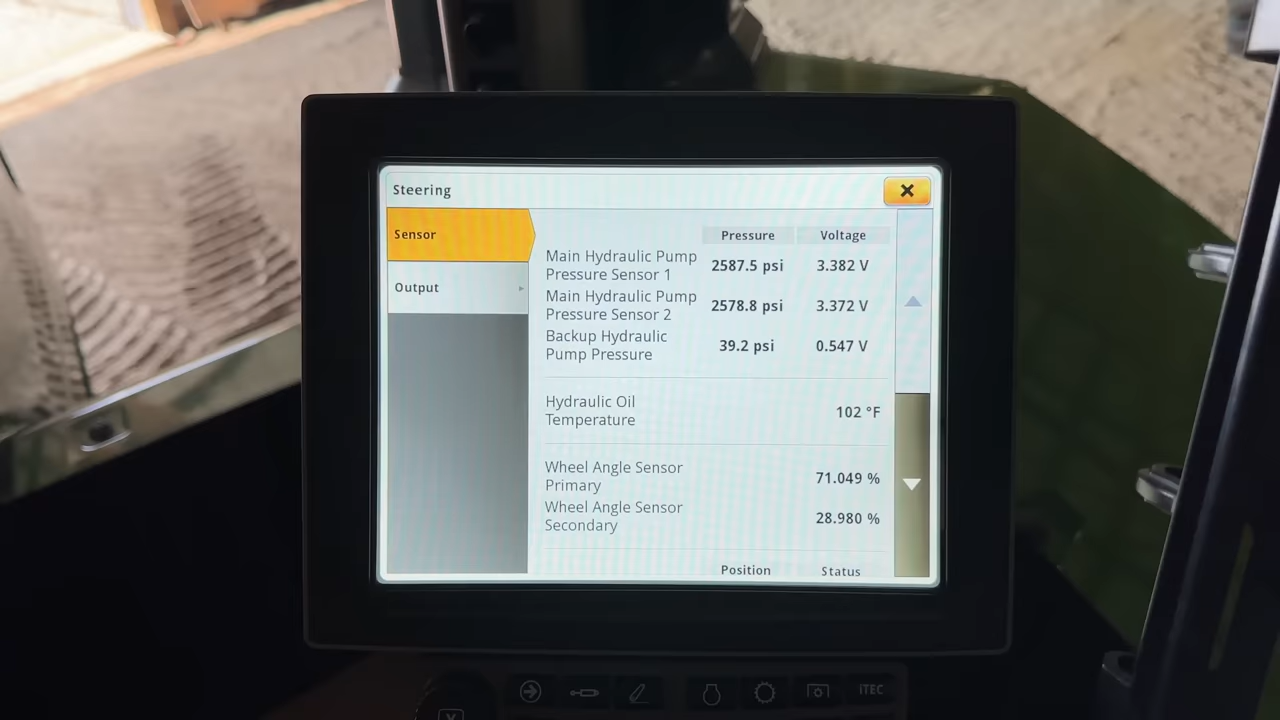 Steering
Sensor
Output
Pressure Voltage
Main Hydraulic Pump
Pressure Sensor 1 2587.5 psi 3.382 V
Main Hydraulic Pump
Pressure Sensor 2 2578.8 psi 3.372 V
Backup Hydraulic
Pump Pressure 39.2 psi 0.547 V
Hydraulic Oil
Temperature 102 °F
Wheel Angle Sensor
Primary 71.049 %
Wheel Angle Sensor
Secondary 28.980 %
Position Status
iTEC